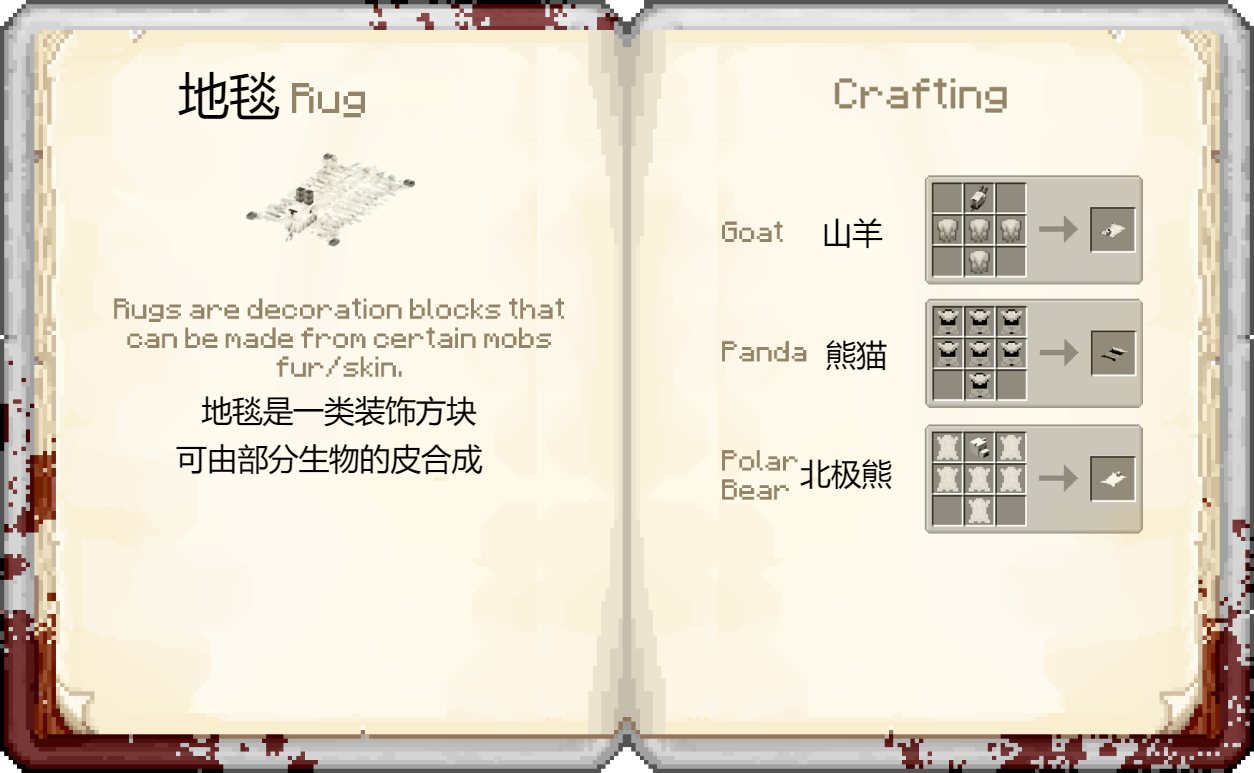 地毯 Rug
Rugs are decoration blocks that
can be made from certain mobs
fur/skin.
地毯是一类装饰方块
可由部分生物的皮合成
Crafting
Goat 山羊
Panda 熊猫
Polar
Bear 北极熊